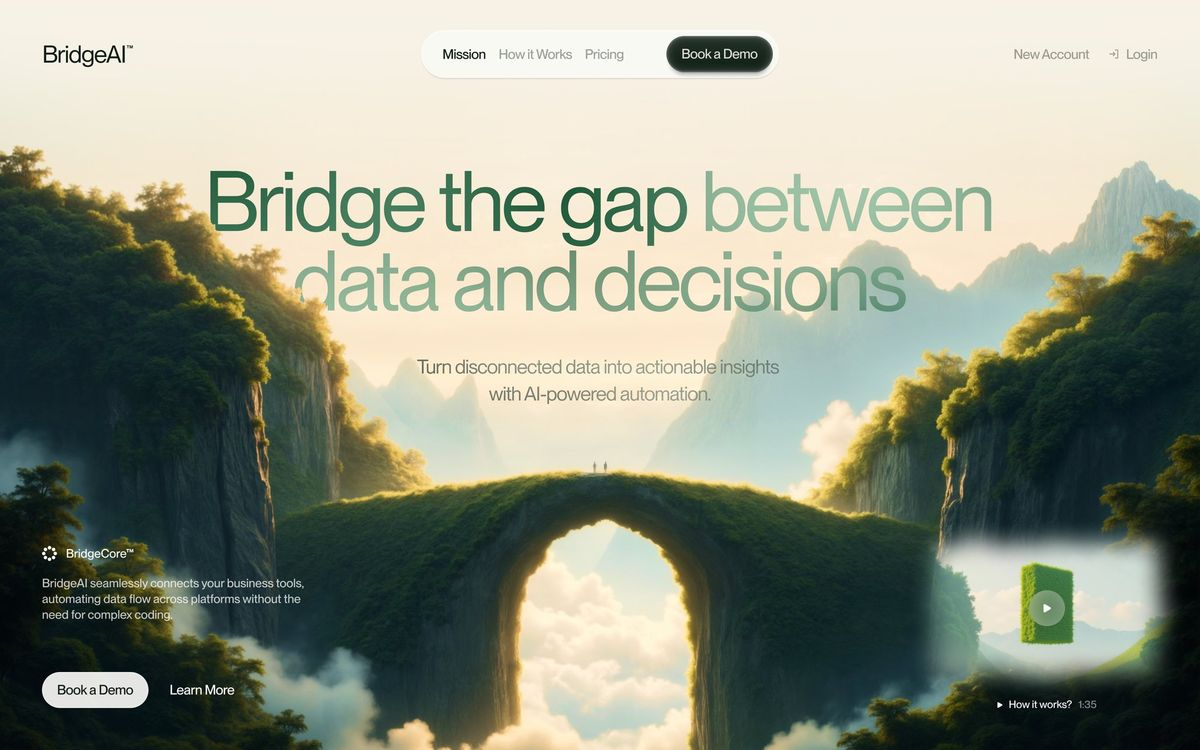 BridgeAI™
Mission How it Works Pricing Book a Demo
New Account Login
Bridge the gap between
data and decisions
Turn disconnected data into actionable insights
with AI-powered automation.
BridgeCore™
BridgeAI seamlessly connects your business tools,
automating data flow across platforms without the
need for complex coding.
Book a Demo Learn More
How it works? 1:35